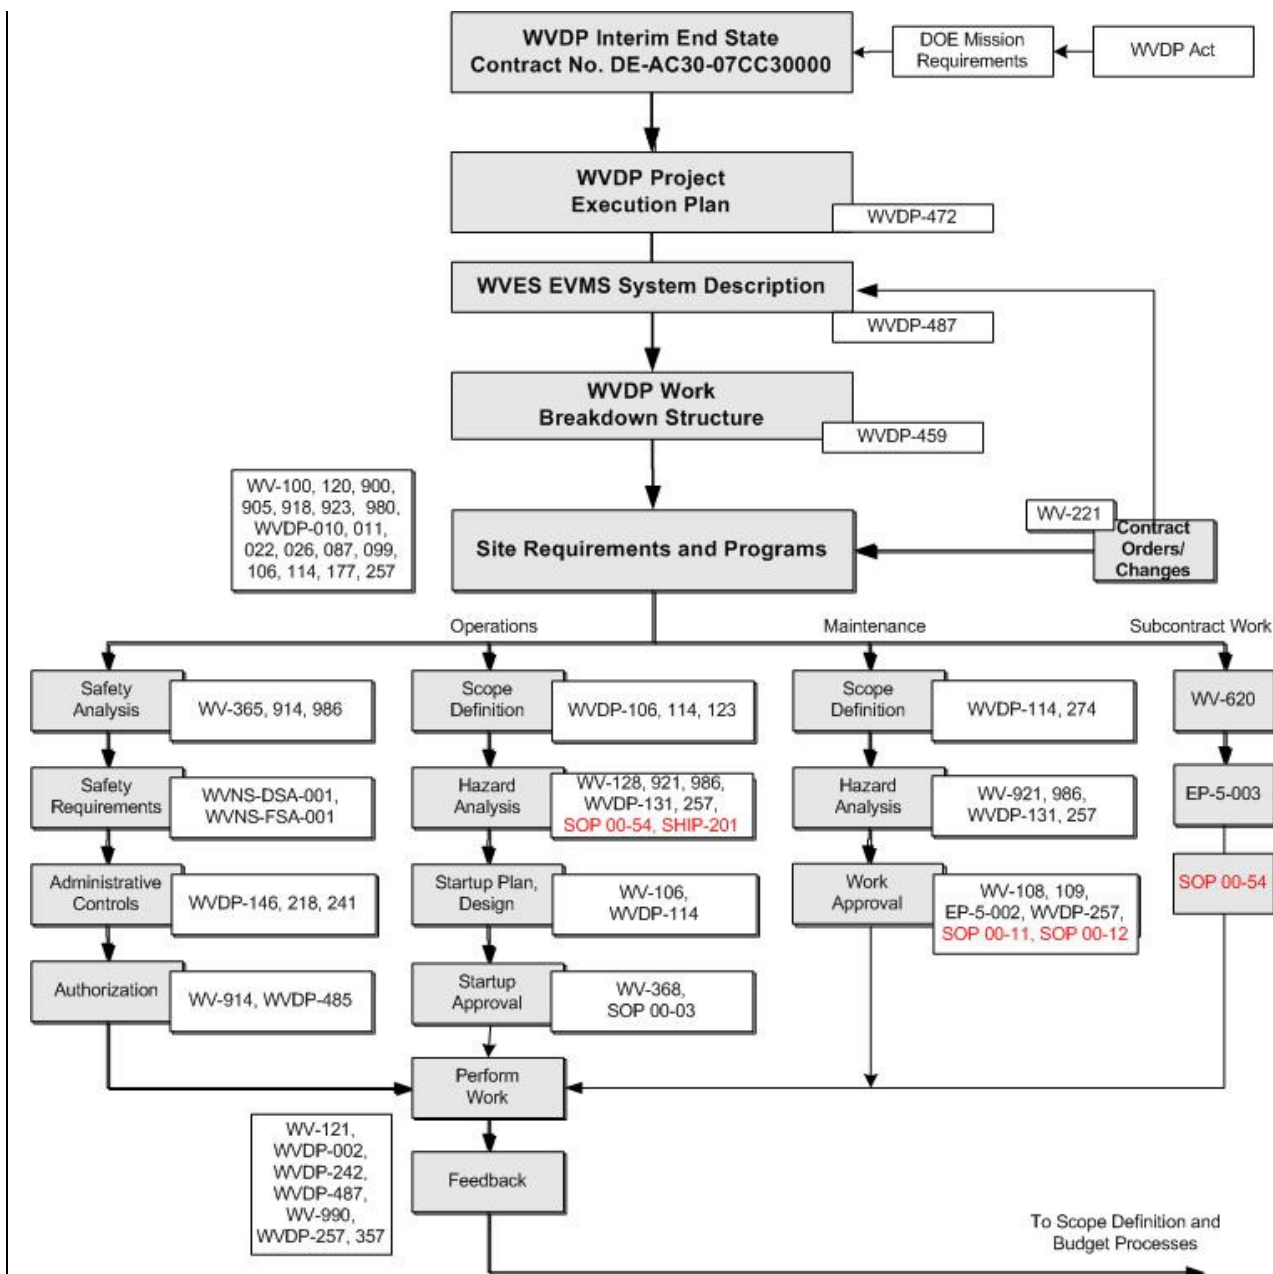 WVDP Interim End State
Contract No. DE-AC30-07CC30000
DOE Mission
Requirements
WVDP Act
WVDP Project
Execution Plan
WVDP-472
WVES EVMS System Description
WVDP-487
WVDP Work
Breakdown Structure
WVDP-459
WV-100, 120, 900,
905, 918, 923, 980,
WVDP-010, 011,
022, 026, 087, 099,
106, 114, 177, 257
Site Requirements and Programs
WV-221
Contract
Orders/
Changes
Operations
Maintenance
Subcontract Work
Safety
Analysis
WV-365, 914, 986
Scope
Definition
WVDP-106, 114, 123
Scope
Definition
WVDP-114, 274
WV-620
Safety
Requirements
WVNS-DSA-001,
WVNS-FSA-001
Hazard
Analysis
WV-128, 921, 986,
WVDP-131, 257,
SOP 00-54, SHIP-201
Hazard
Analysis
WV-921, 986,
WVDP-131, 257
EP-5-003
Administrative
Controls
WVDP-146, 218, 241
Startup Plan,
Design
WV-106,
WVDP-114
Work
Approval
WV-108, 109,
EP-5-002, WVDP-257,
SOP 00-11, SOP 00-12
SOP 00-54
Authorization
WV-914, WVDP-485
Startup
Approval
WV-368,
SOP 00-03
Perform
Work
WV-121,
WVDP-002,
WVDP-242,
WVDP-487,
WV-990,
WVDP-257, 357
Feedback
To Scope Definition and
Budget Processes